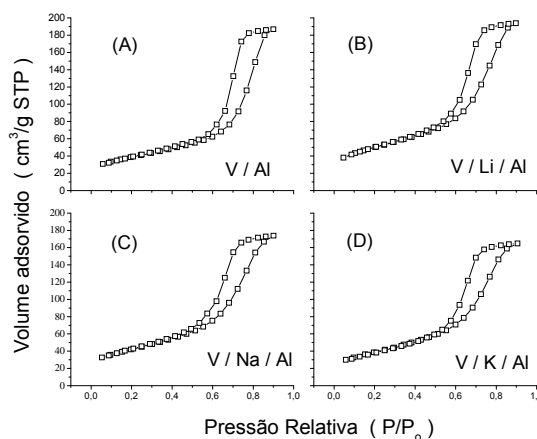 Volume adsorvido ( cm³/g STP )
200
180
160
140
120
100
80
60
40
20
0
(A)
V / Al
(B)
V / Li / Al
200
180
160
140
120
100
80
60
40
20
0
(C)
V / Na / Al
0,0 0,2 0,4 0,6 0,8 1,0
(D)
V / K / Al
0,0 0,2 0,4 0,6 0,8 1,0
Pressão Relativa ( P/P₀ )